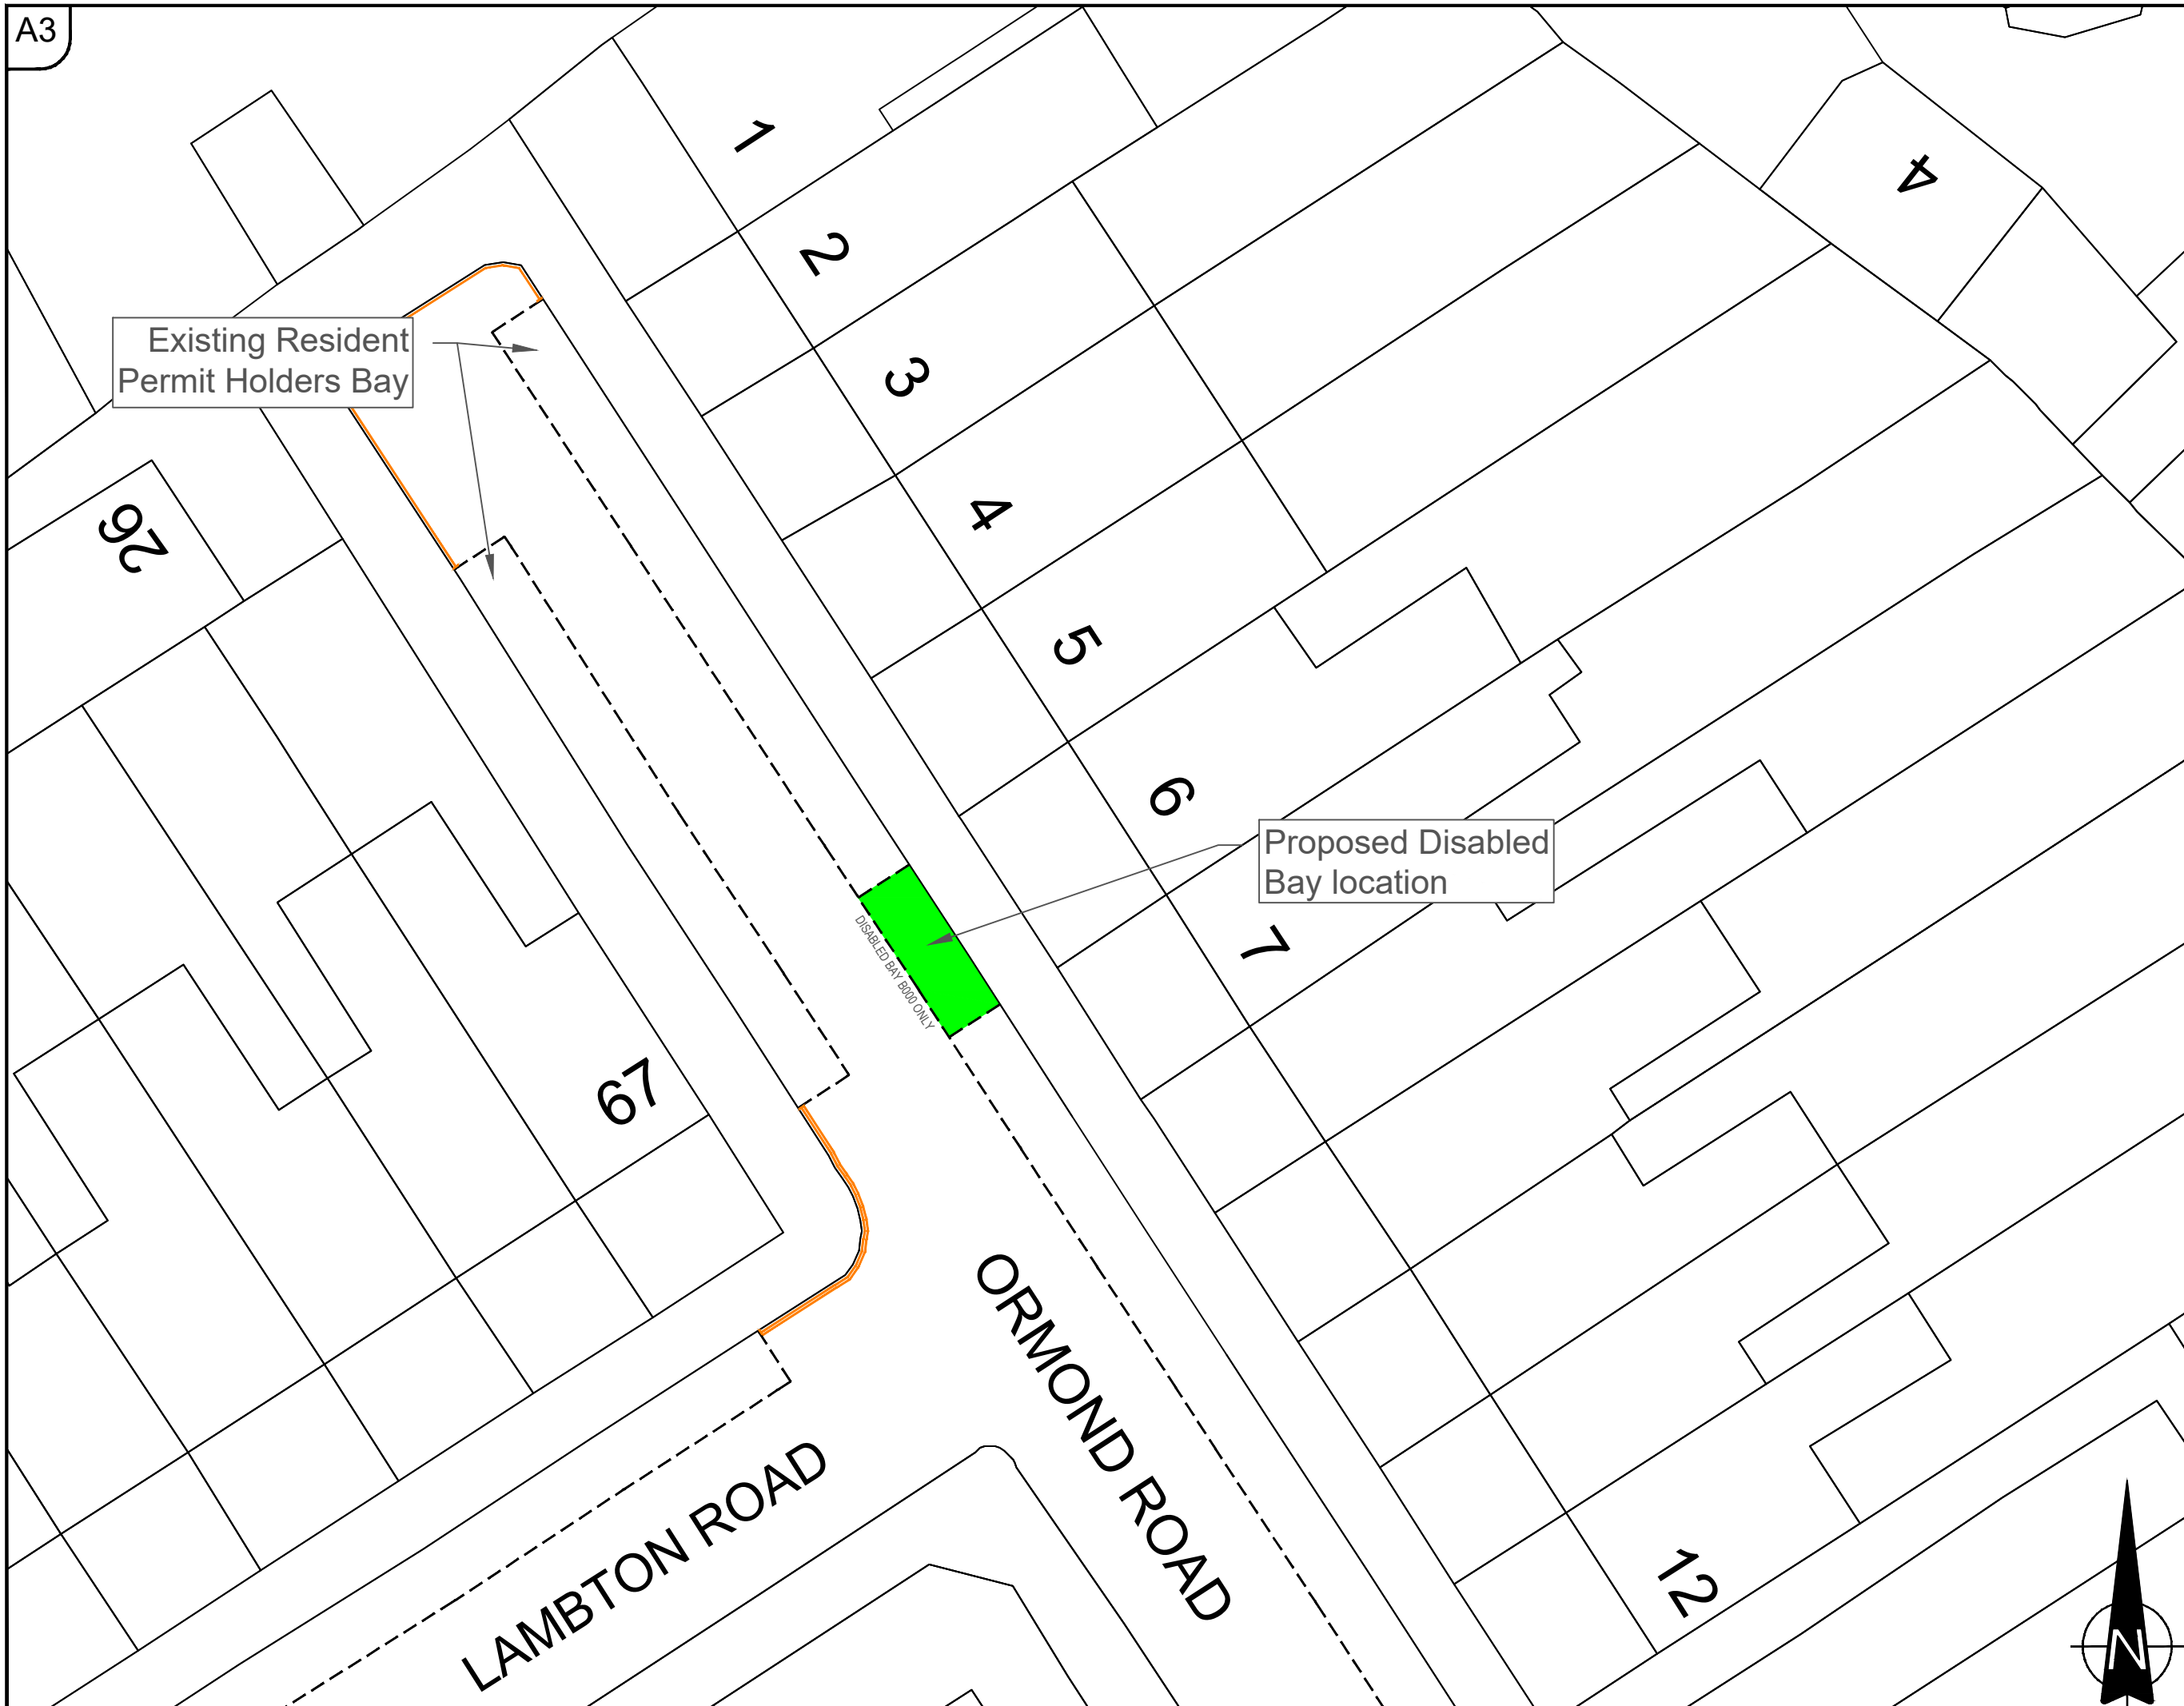 A3
1
2
3
4
4
5
6
7
12
26
67
Existing Resident
Permit Holders Bay
Proposed Disabled
Bay location
DISABLED BAY B000 ONLY
ORMOND ROAD
LAMBTON ROAD
N